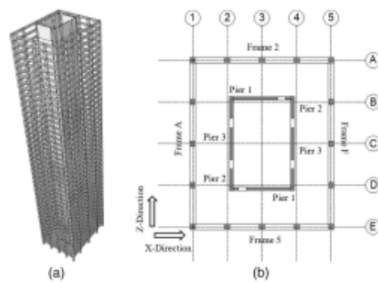 1 2 3 4 5
Frame 2
A
Pier 1
B
Pier 2
Frame A
Pier 3
C
Pier 3
Frame F
Pier 2
D
Pier 1
Z-Direction
X-Direction
Frame 5
E
(a)
(b)